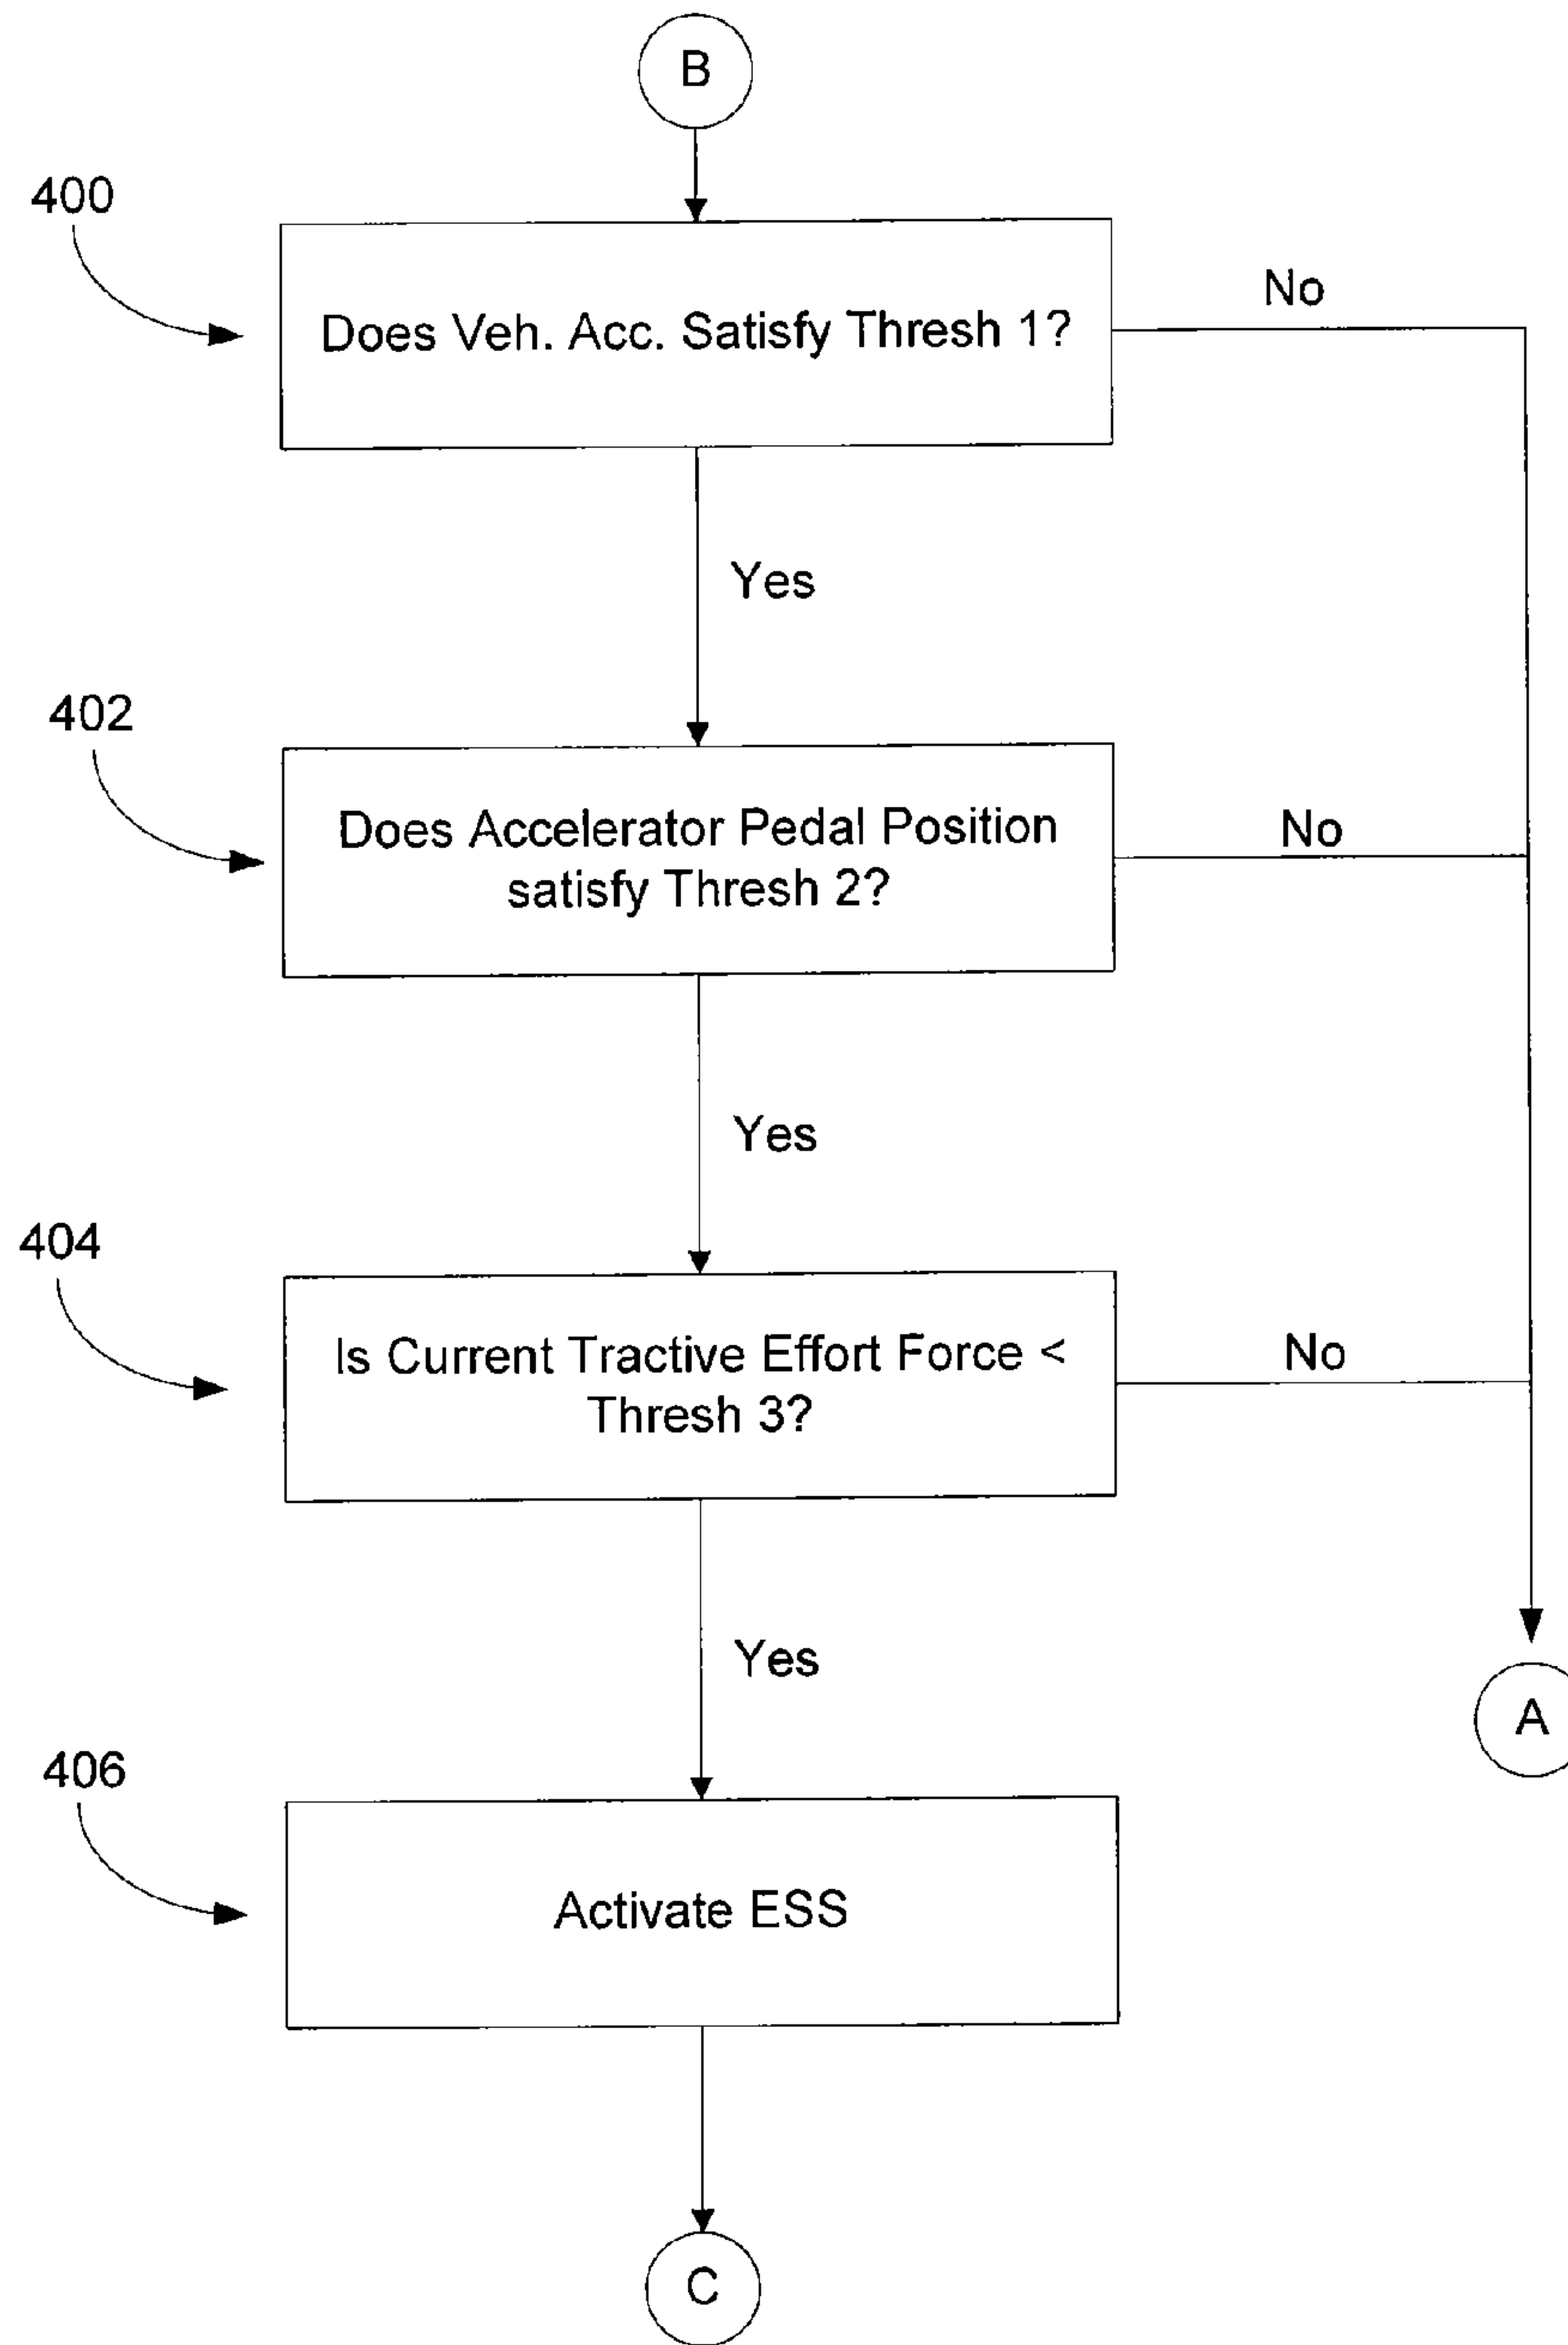 B
400
Does Veh. Acc. Satisfy Thresh 1?
No
Yes
402
Does Accelerator Pedal Position
satisfy Thresh 2?
No
Yes
404
Is Current Tractive Effort Force <
Thresh 3?
No
Yes
A
406
Activate ESS
C